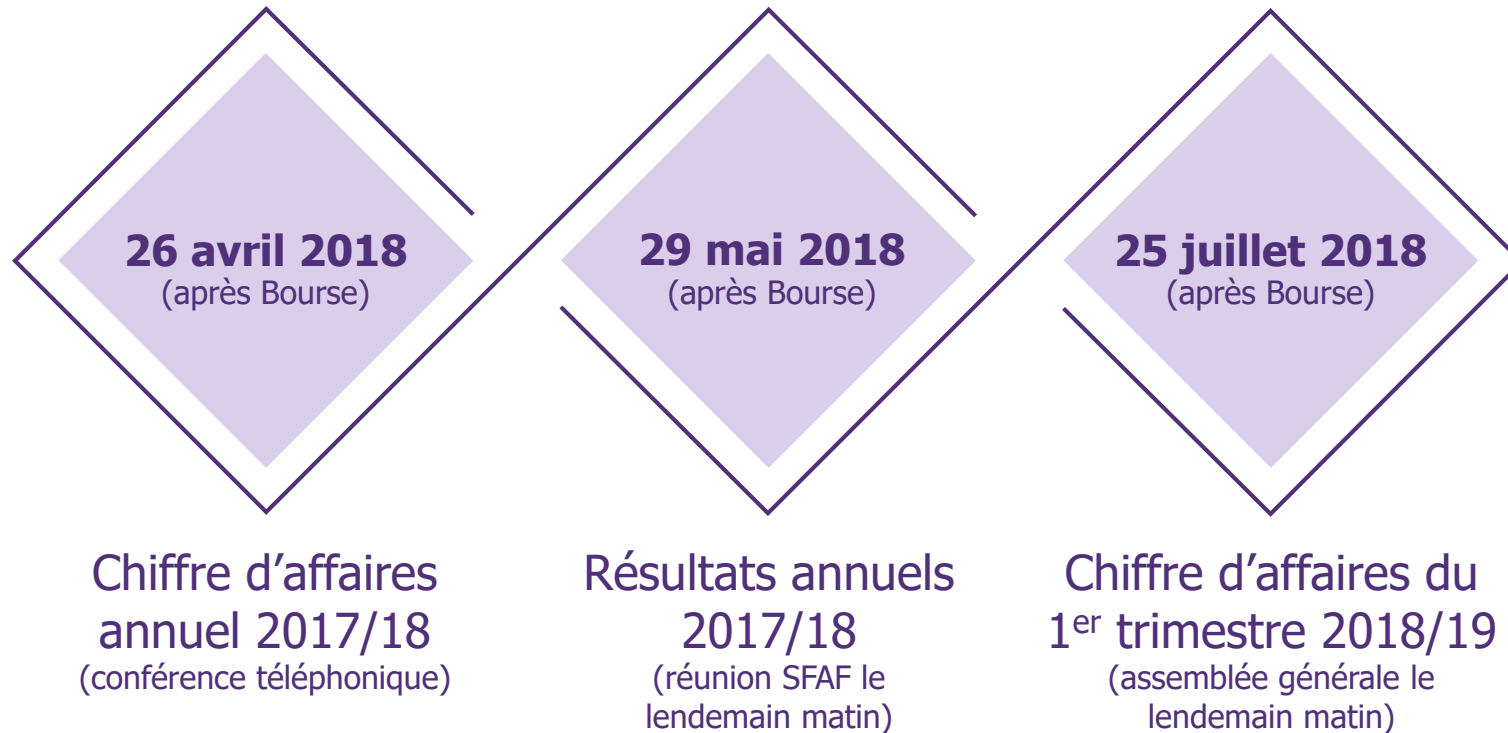 26 avril 2018
(après Bourse)
Chiffre d’affaires
annuel 2017/18
(conférence téléphonique)
29 mai 2018
(après Bourse)
Résultats annuels
2017/18
(réunion SFAF le
lendemain matin)
25 juillet 2018
(après Bourse)
Chiffre d’affaires du
1er trimestre 2018/19
(assemblée générale le
lendemain matin)